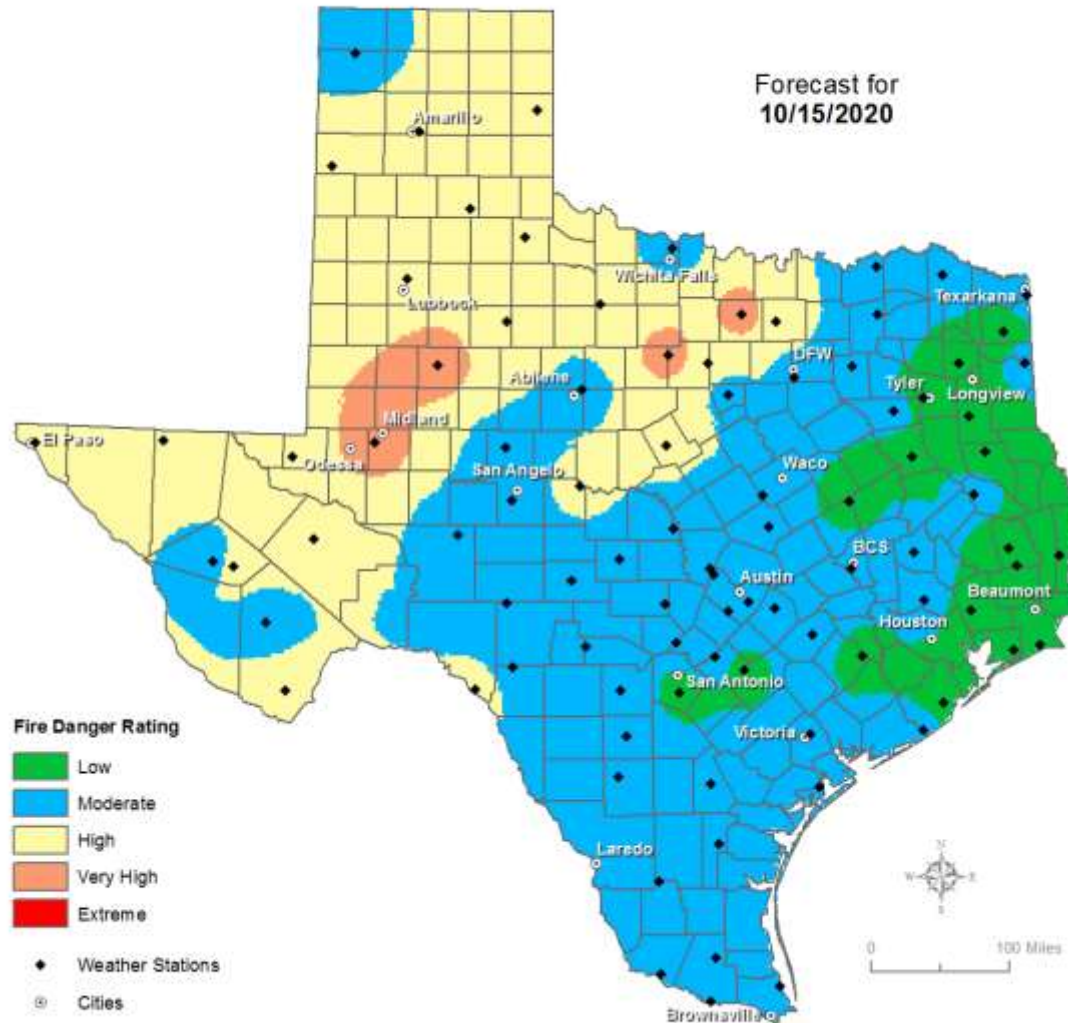 Forecast for
10/15/2020
Amarillo
Wichita Falls
Lubbock
Texarkana
DFW
Abilene
Tyler
Longview
Midland
El Paso
Odessa
San Angelo
Waco
BCS
Austin
Beaumont
Houston
San Antonio
Victoria
Laredo
Brownsville
Fire Danger Rating
Low
Moderate
High
Very High
Extreme
Weather Stations
Cities
N
W
E
S
0 100 Miles